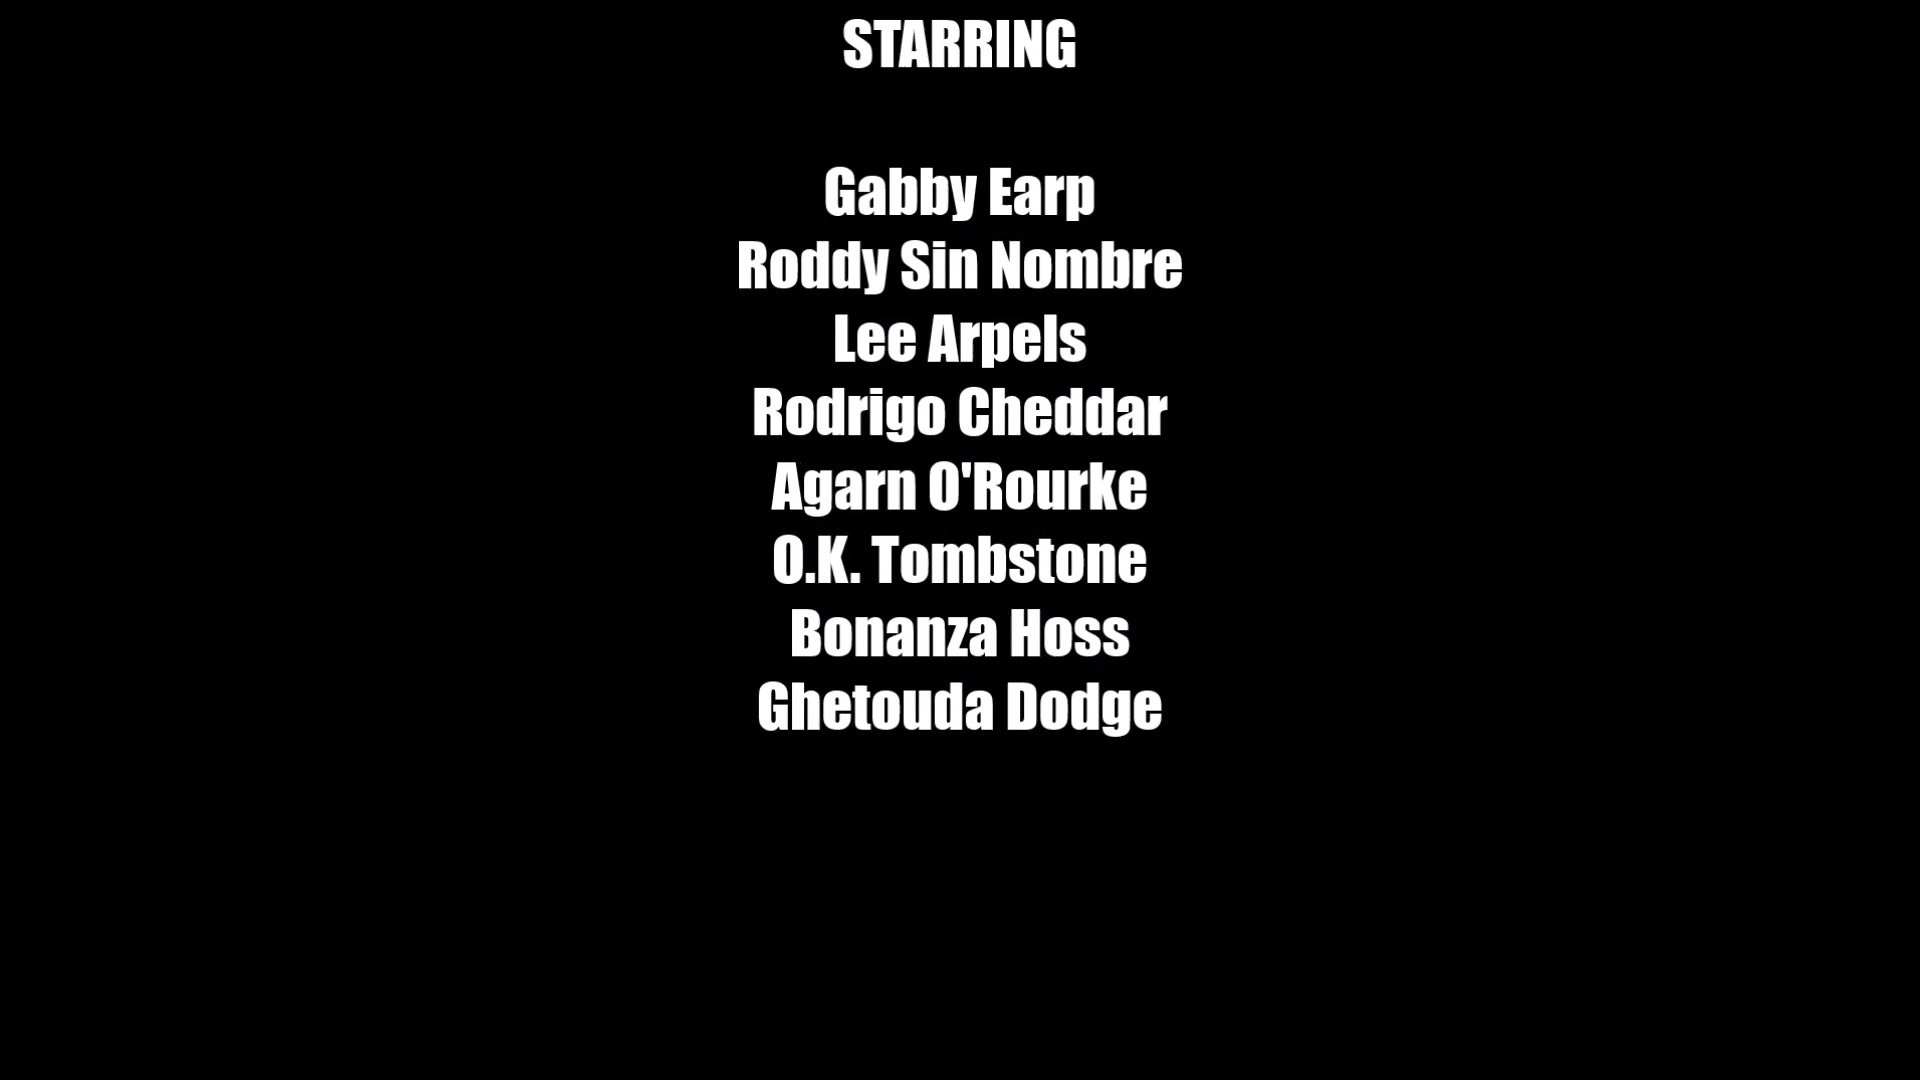 STARRING
Gabby Earp
Roddy Sin Nombre
Lee Arpels
Rodrigo Cheddar
Agarn O'Rourke
O.K. Tombstone
Bonanza Hoss
Ghetouda Dodge